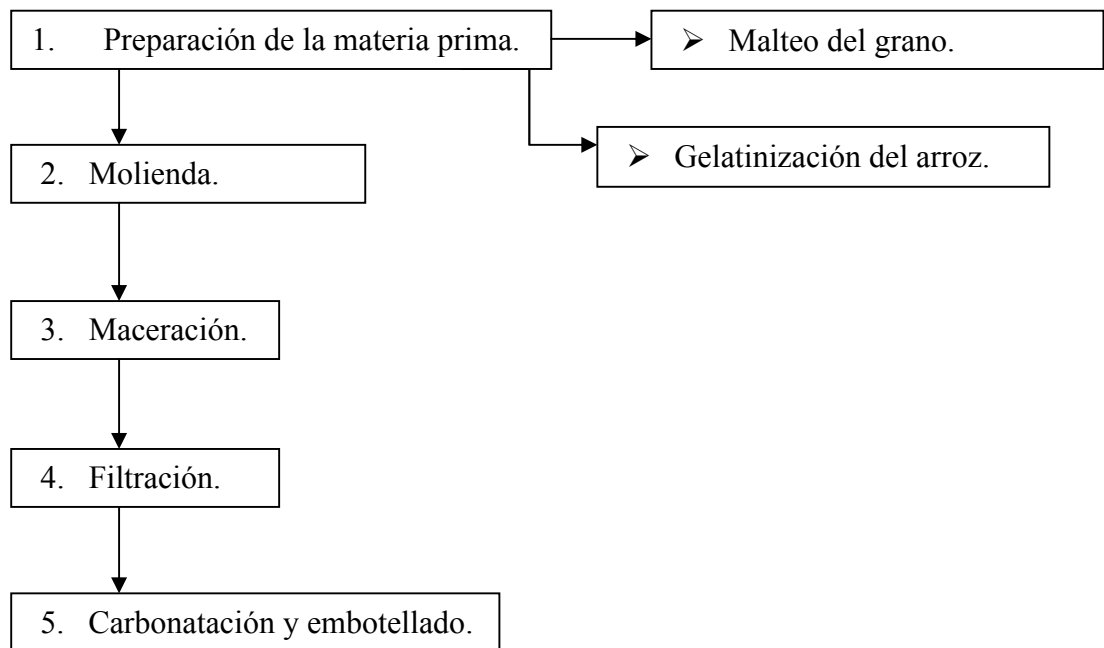 1. Preparación de la materia prima.
➢ Malteo del grano.
➢ Gelatinización del arroz.
2. Molienda.
3. Maceración.
4. Filtración.
5. Carbonatación y embotellado.